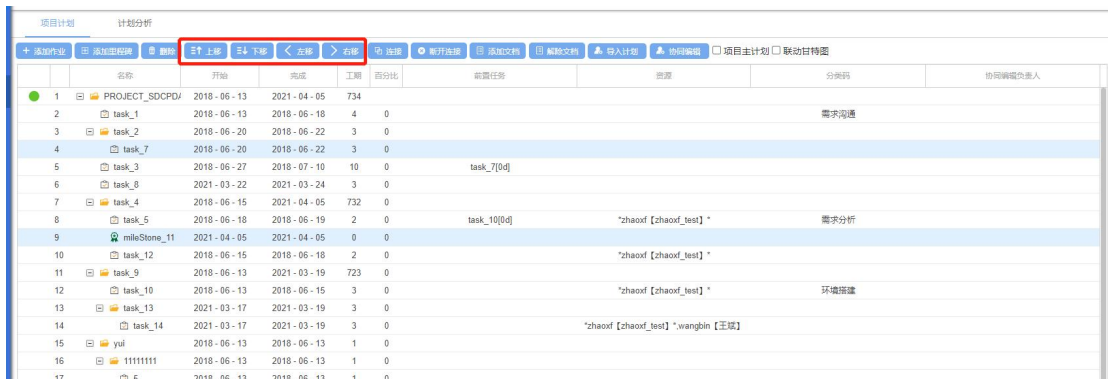 项目计划 计划分析
添加作业 添加里程碑 删除 上移 下移 左移 右移 连接 断开连接 添加文档 解除文档 导入计划 协同编辑 项目主计划 联动甘特图
名称 开始 完成 工期 百分比 前置任务 资源 分类码 协同编辑负责人
1 PROJECT_SDCPDA 2018 - 06 - 13 2021 - 04 - 05 734
2 task_1 2018 - 06 - 13 2018 - 06 - 18 4 0 需求沟通
3 task_2 2018 - 06 - 20 2018 - 06 - 22 3 0
4 task_7 2018 - 06 - 20 2018 - 06 - 22 3 0
5 task_3 2018 - 06 - 27 2018 - 07 - 10 10 0 task_7[0d]
6 task_8 2021 - 03 - 22 2021 - 03 - 24 3 0
7 task_4 2018 - 06 - 15 2021 - 04 - 05 732 0
8 task_5 2018 - 06 - 18 2018 - 06 - 19 2 0 task_10[0d] "zhaoxf【zhaoxf_test】" 需求分析
9 mileStone_11 2021 - 04 - 05 2021 - 04 - 05 0 0
10 task_12 2018 - 06 - 15 2018 - 06 - 18 2 0 "zhaoxf【zhaoxf_test】"
11 task_9 2018 - 06 - 13 2021 - 03 - 19 723 0
12 task_10 2018 - 06 - 13 2018 - 06 - 15 3 0 "zhaoxf【zhaoxf_test】" 环境搭建
13 task_13 2021 - 03 - 17 2021 - 03 - 19 3 0
14 task_14 2021 - 03 - 17 2021 - 03 - 19 3 0 "zhaoxf【zhaoxf_test】",wangbin【王斌】
15 yui 2018 - 06 - 13 2018 - 06 - 13 1 0
16 11111111 2018 - 06 - 13 2018 - 06 - 13 1 0
17 2018 - 06 - 13 2018 - 06 - 13 1 0